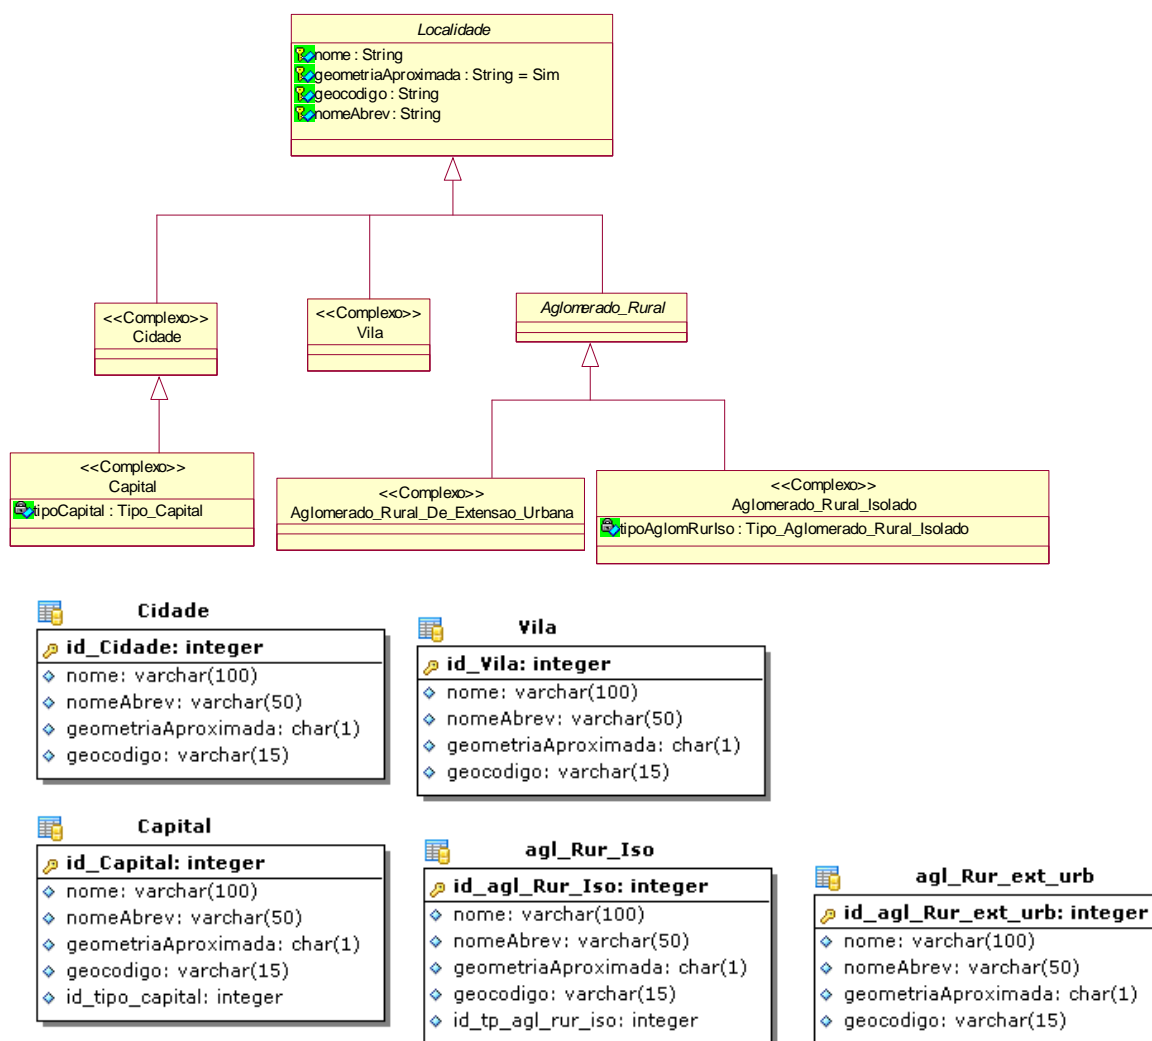 Localidade
nome : String
geometriaAproximada : String = Sim
geocodigo : String
nomeAbrev : String
<<Complexo>>
Cidade
<<Complexo>>
Vila
Aglomerado_Rural
<<Complexo>>
Capital
tipoCapital : Tipo_Capital
<<Complexo>>
Aglomerado_Rural_De_Extensao_Urbana
<<Complexo>>
Aglomerado_Rural_Isolado
tipoAglomRurIso : Tipo_Aglomerado_Rural_Isolado
Cidade
id_Cidade: integer
nome: varchar(100)
nomeAbrev: varchar(50)
geometriaAproximada: char(1)
geocodigo: varchar(15)
Vila
id_Vila: integer
nome: varchar(100)
nomeAbrev: varchar(50)
geometriaAproximada: char(1)
geocodigo: varchar(15)
Capital
id_Capital: integer
nome: varchar(100)
nomeAbrev: varchar(50)
geometriaAproximada: char(1)
geocodigo: varchar(15)
id_tipo_capital: integer
agl_Rur_Iso
id_agl_Rur_Iso: integer
nome: varchar(100)
nomeAbrev: varchar(50)
geometriaAproximada: char(1)
geocodigo: varchar(15)
id_tp_agl_rur_iso: integer
agl_Rur_ext_urb
id_agl_Rur_ext_urb: integer
nome: varchar(100)
nomeAbrev: varchar(50)
geometriaAproximada: char(1)
geocodigo: varchar(15)